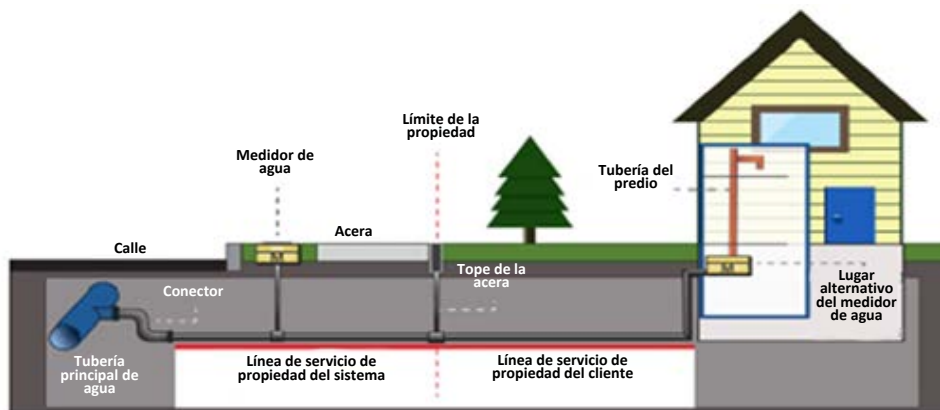 Límite de la
propiedad
Medidor de
agua
Tubería del
predio
Calle
Acera
Conector
Tope de la
acera
M
M
Lugar
alternativo
del medidor
de agua
Tubería
principal de
agua
Línea de servicio de
propiedad del sistema
Línea de servicio de
propiedad del cliente